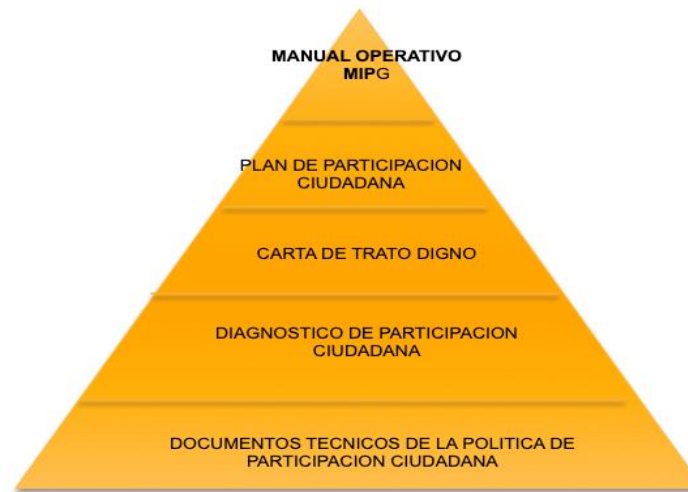 MANUAL OPERATIVO
MIPG
PLAN DE PARTICIPACION
CIUDADANA
CARTA DE TRATO DIGNO
DIAGNOSTICO DE PARTICIPACION
CIUDADANA
DOCUMENTOS TECNICOS DE LA POLITICA DE
PARTICIPACION CIUDADANA